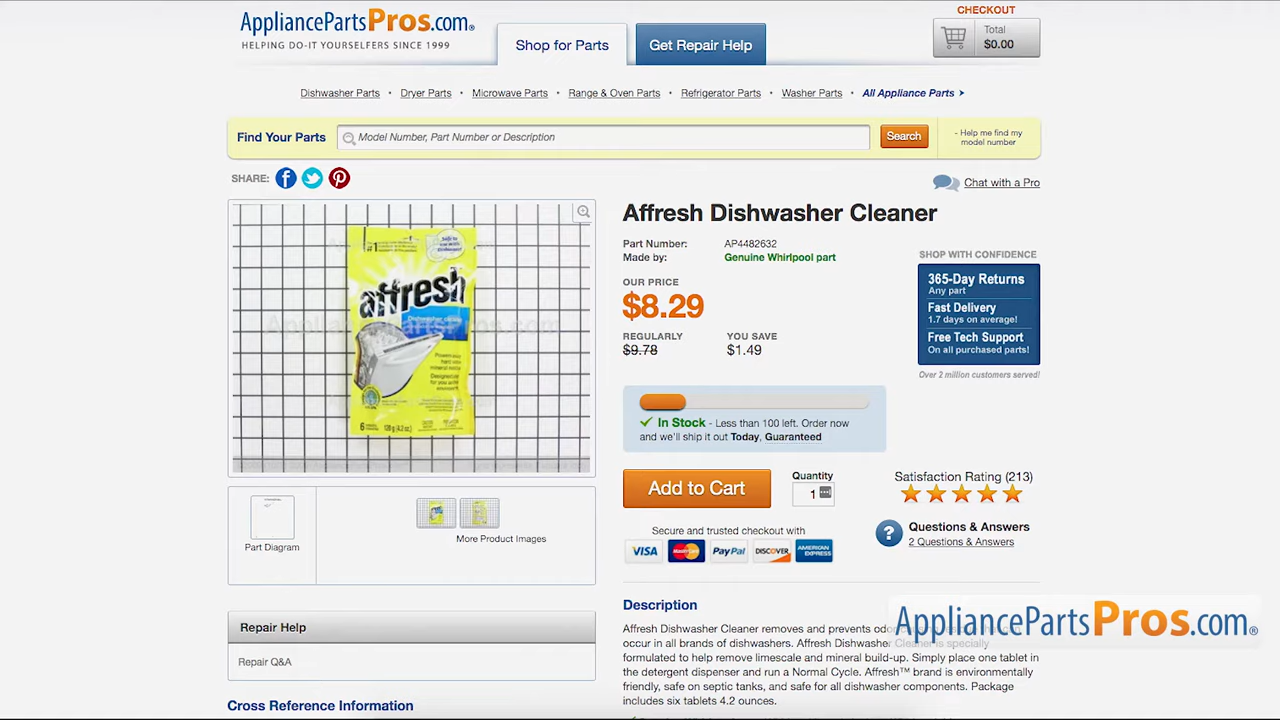 AppliancePartsPros.com®
HELPING DO-IT YOURSELFERS SINCE 1999
Shop for Parts
Get Repair Help
CHECKOUT
Total
$0.00
Dishwasher Parts • Dryer Parts • Microwave Parts • Range & Oven Parts • Refrigerator Parts • Washer Parts • All Appliance Parts
Find Your Parts
Model Number, Part Number or Description
Search
- Help me find my
model number
SHARE:
Chat with a Pro
#1
affresh
Dishwasher cleaner
6
Affresh Dishwasher Cleaner
Part Number: AP4482632
Made by: Genuine Whirlpool part
OUR PRICE
$8.29
REGULARLY YOU SAVE
$9.78 $1.49
SHOP WITH CONFIDENCE
365-Day Returns
Any part
Fast Delivery
1.7 days on average!
Free Tech Support
On all purchased parts!
Over 2 million customers served!
In Stock - Less than 100 left. Order now
and we'll ship it out Today, Guaranteed
Add to Cart
Quantity
1
Satisfaction Rating (213)
Secure and trusted checkout with
VISA MasterCard PayPal DISCOVER AMERICAN EXPRESS
?
Questions & Answers
2 Questions & Answers
Part Diagram
More Product Images
Repair Help
Repair Q&A
Cross Reference Information
Description
Affresh Dishwasher Cleaner removes and prevents
occur in all brands of dishwashers. Affresh Dishwasher Cleaner is specially
formulated to help remove limescale and mineral build-up. Simply place one tablet in
the detergent dispenser and run a Normal Cycle. Affresh™ brand is environmentally
friendly, safe on septic tanks, and safe for all dishwasher components. Package
includes six tablets 4.2 ounces.
AppliancePartsPros.com®